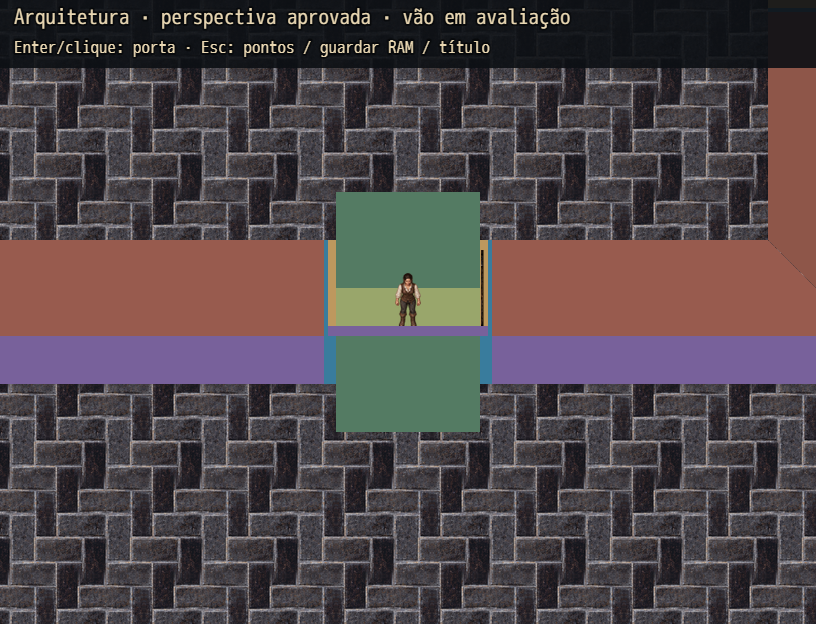 Arquitetura · perspectiva aprovada · vão em avaliação
Enter/clique: porta · Esc: pontos / guardar RAM / título